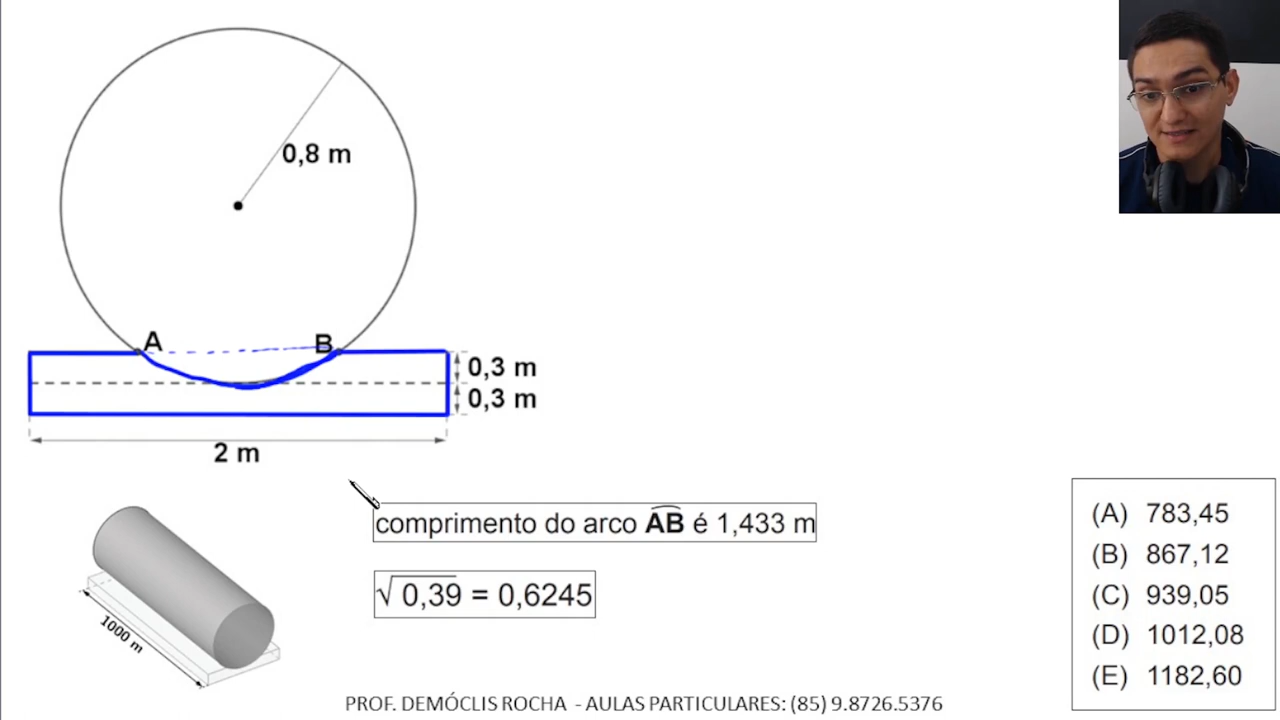 0,8 m
A
B
0,3 m
0,3 m
2 m
1000 m
comprimento do arco AB é 1,433 m
√0,39 = 0,6245
(A) 783,45
(B) 867,12
(C) 939,05
(D) 1012,08
(E) 1182,60
PROF. DEMÓCLIS ROCHA - AULAS PARTICULARES: (85) 9.8726.5376